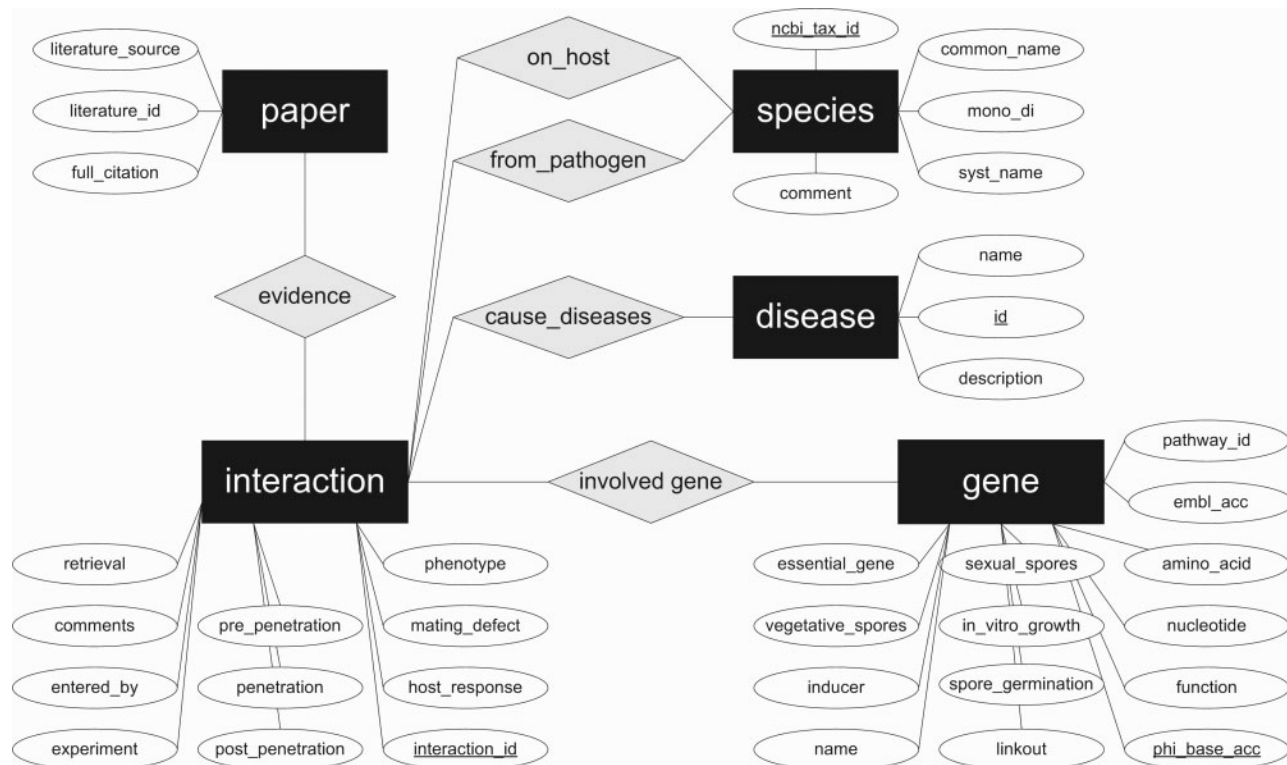 literature_source
literature_id
full_citation
paper
on_host
from_pathogen
ncbi_tax_id
species
comment
common_name
mono_di
syst_name
evidence
cause_diseases
disease
name
id
description
interaction
involved gene
gene
pathway_id
embl_acc
retrieval
comments
entered_by
experiment
pre_penetration
penetration
post_penetration
phenotype
mating_defect
host_response
interaction_id
essential_gene
vegetative_spores
inducer
name
sexual_spores
in_vitro_growth
spore_germination
linkout
amino_acid
nucleotide
function
phi_base_acc